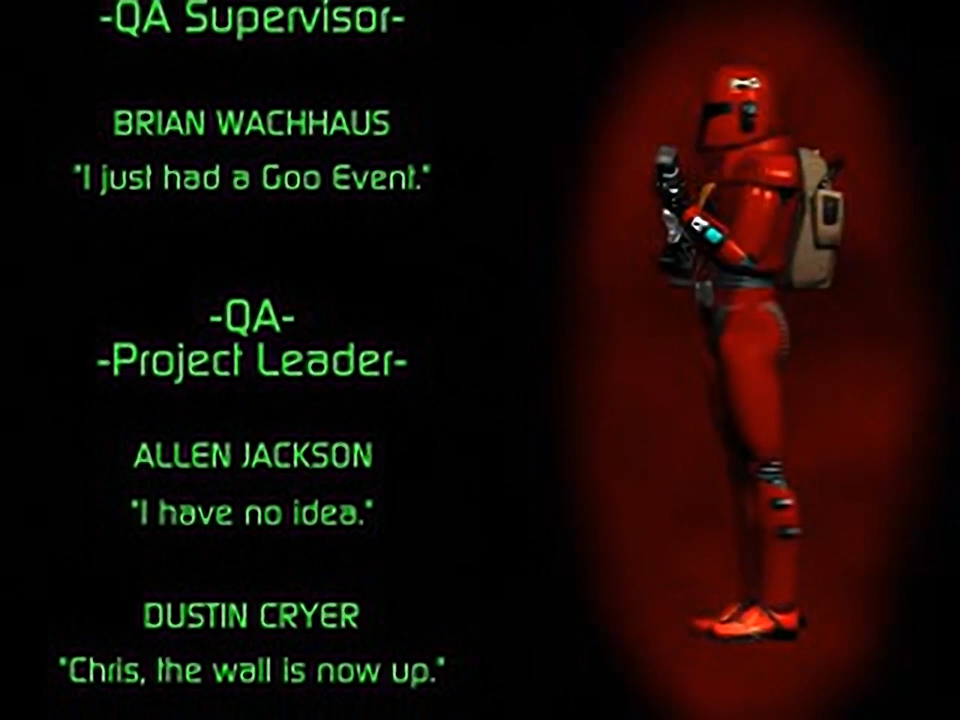 -QA Supervisor-
BRIAN WACHHAUS
"I just had a Goo Event."
-QA-
-Project Leader-
ALLEN JACKSON
"I have no idea."
DUSTIN CRYER
"Chris, the wall is now up."